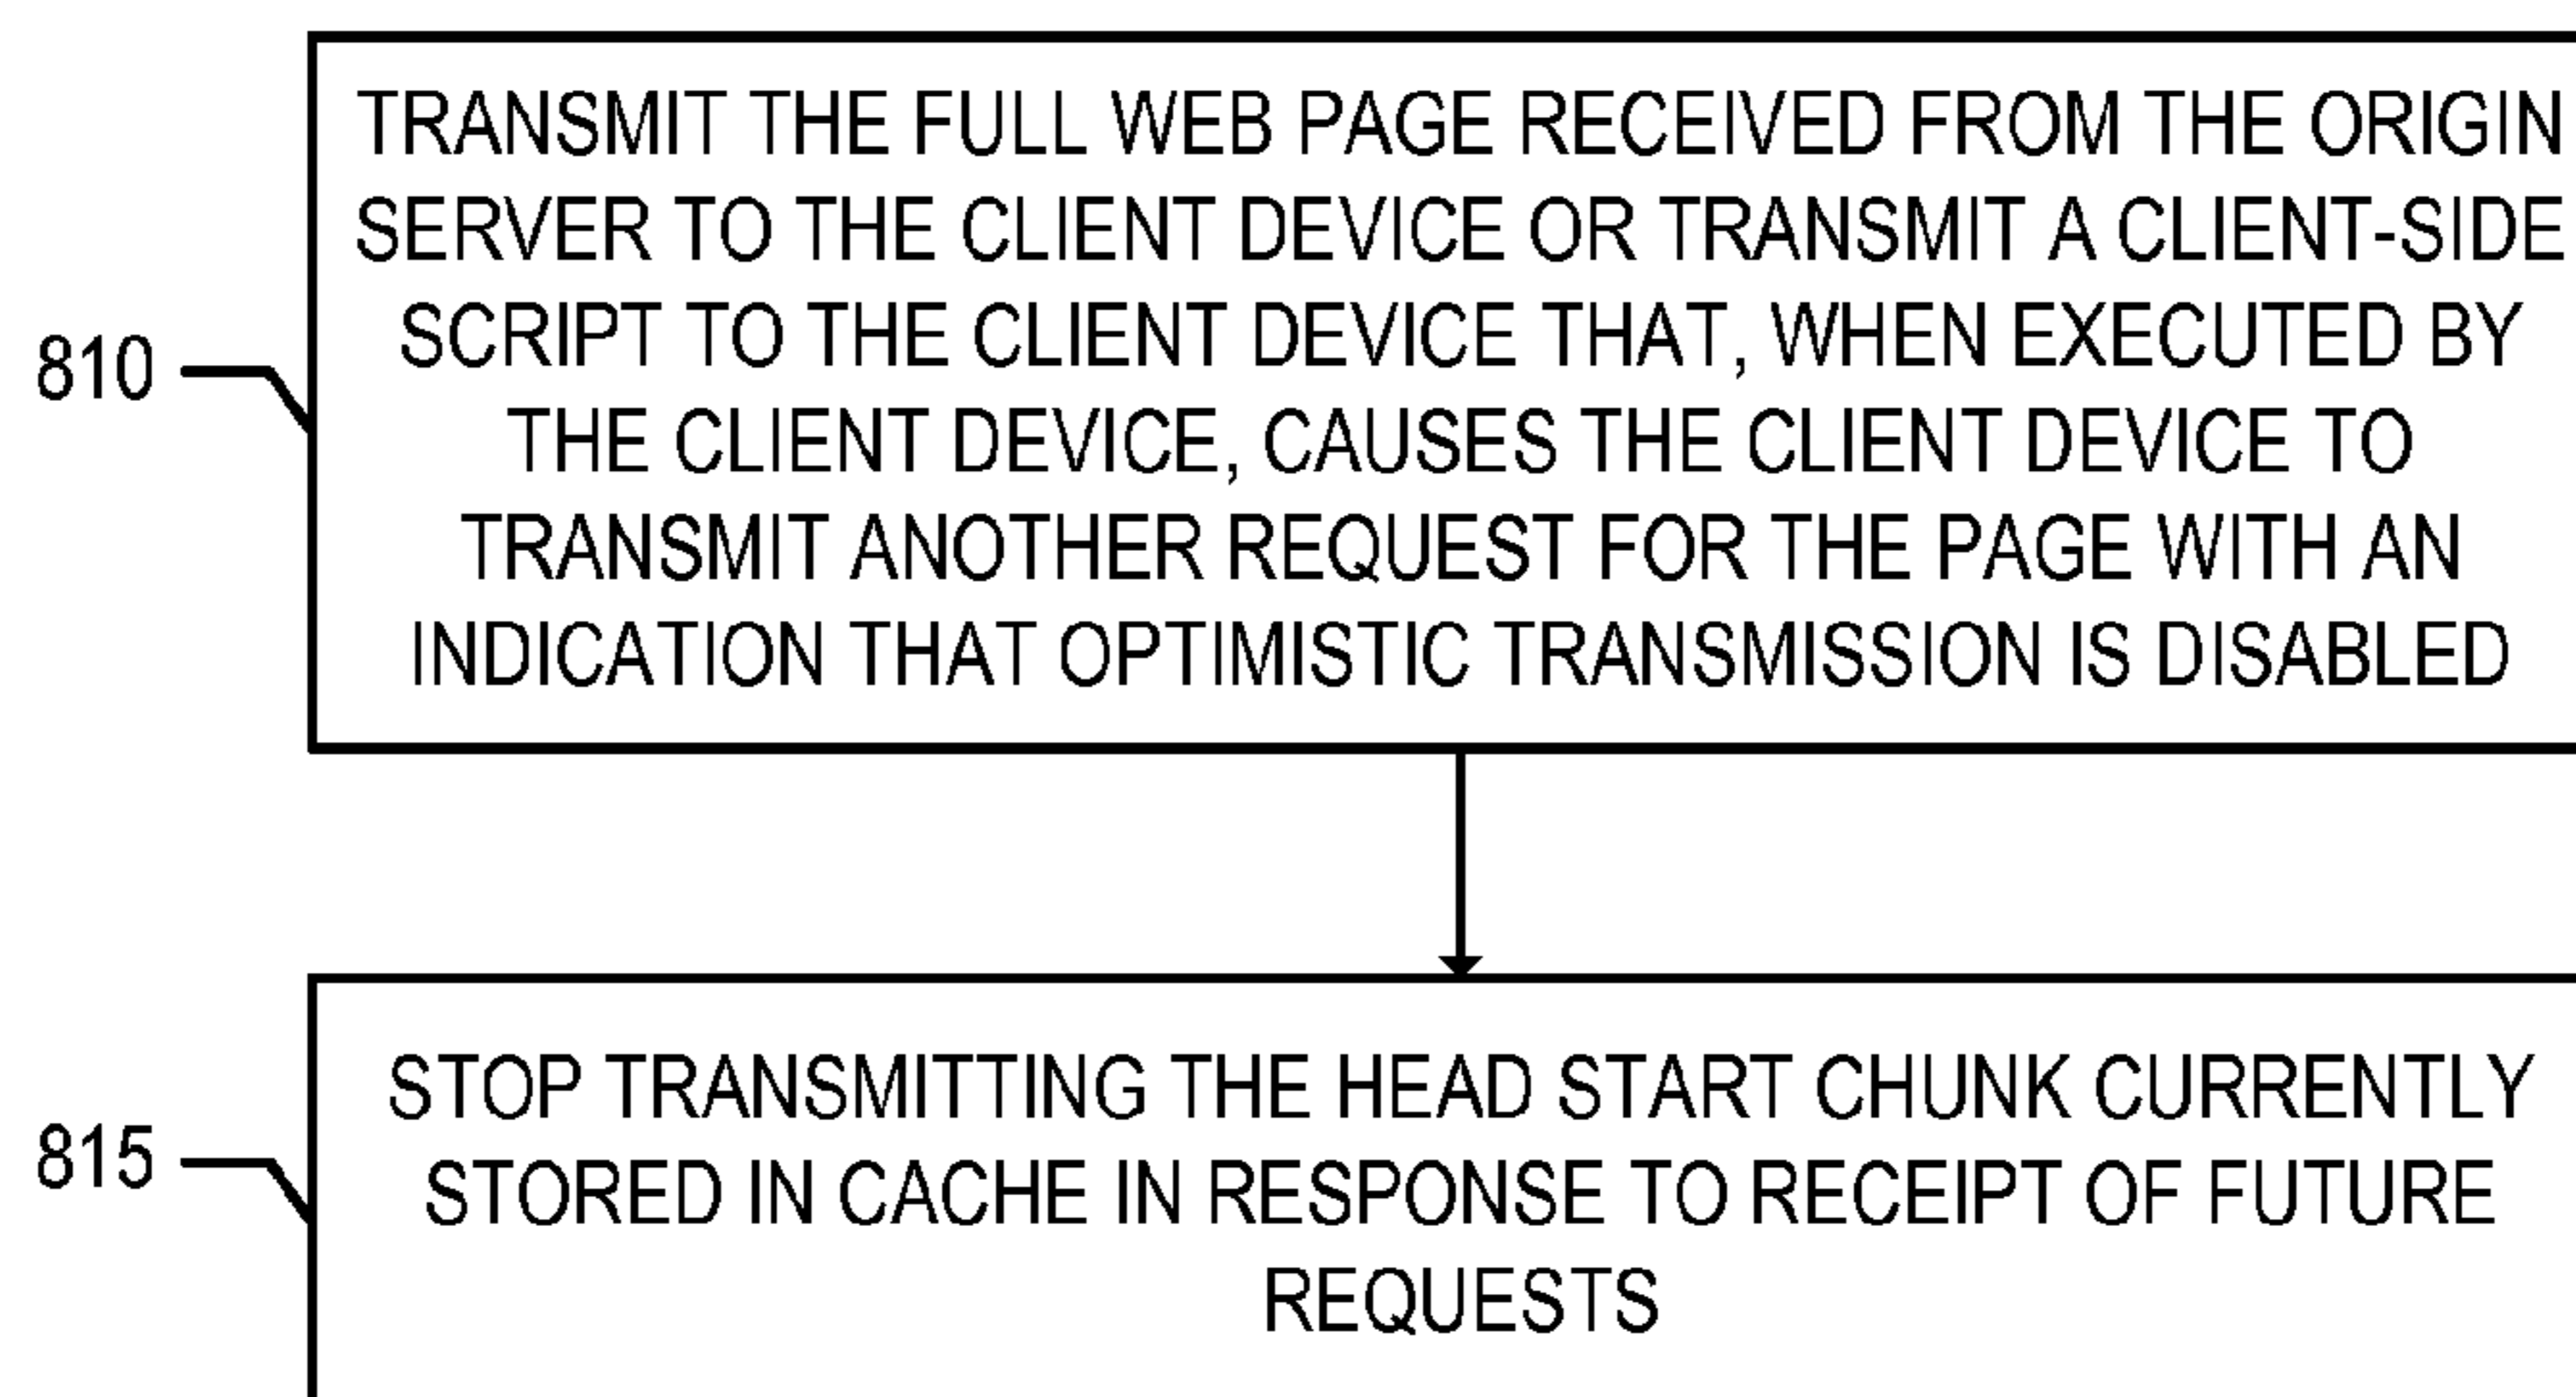 TRANSMIT THE FULL WEB PAGE RECEIVED FROM THE ORIGIN
SERVER TO THE CLIENT DEVICE OR TRANSMIT A CLIENT-SIDE
SCRIPT TO THE CLIENT DEVICE THAT, WHEN EXECUTED BY
810
THE CLIENT DEVICE, CAUSES THE CLIENT DEVICE TO
TRANSMIT ANOTHER REQUEST FOR THE PAGE WITH AN
INDICATION THAT OPTIMISTIC TRANSMISSION IS DISABLED
STOP TRANSMITTING THE HEAD START CHUNK CURRENTLY
815
STORED IN CACHE IN RESPONSE TO RECEIPT OF FUTURE
REQUESTS